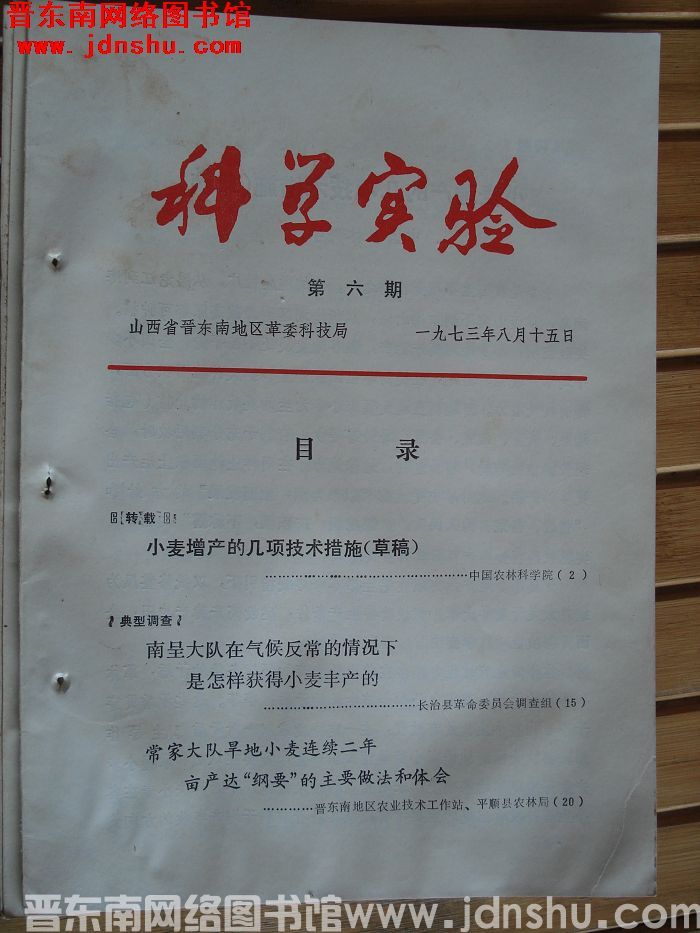 晋东南网络图书馆
www.jdnshu.com
科学实验
第六期
山西省晋东南地区革委科技局 一九七三年八月十五日
目录
转载
小麦增产的几项技术措施(草稿)
………………………………中国农林科学院(2)
典型调查
南呈大队在气候反常的情况下
是怎样获得小麦丰产的
……………………长治县革命委员会调查组(15)
常家大队旱地小麦连续二年
亩产达“纲要”的主要做法和体会
…………晋东南地区农业技术工作站、平顺县农林局(20)
晋东南网络图书馆www.jdnshu.com